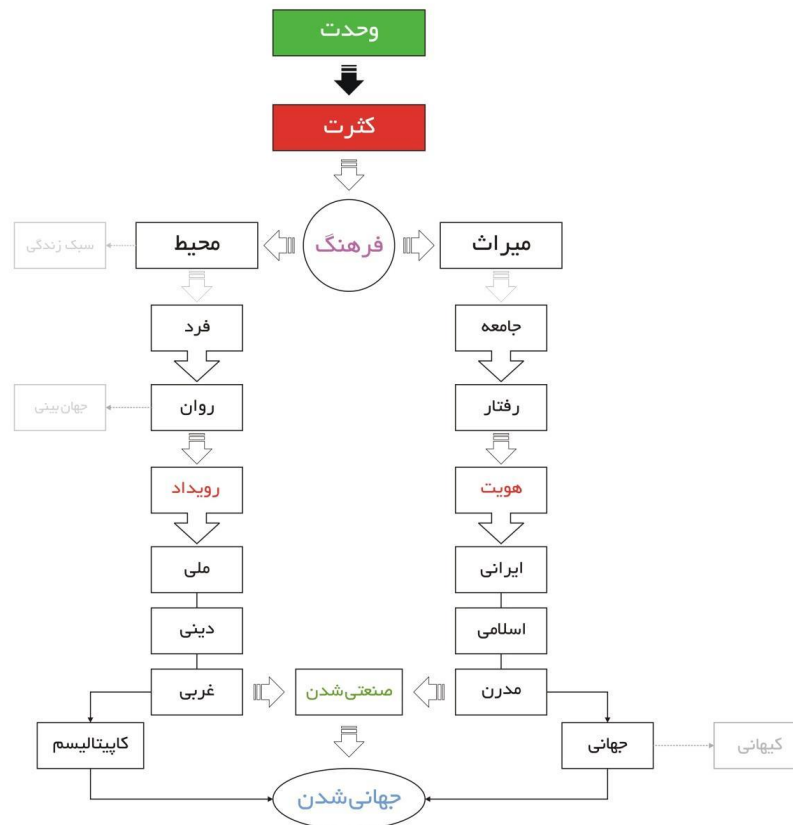 وحدت
کثرت
میراث
فرهنگ
محیط
سبک زندگی
جامعه
فرد
رفتار
روان
جهان‌بینی
هویت
رویداد
ایرانی
ملی
اسلامی
دینی
مدرن
صنعتی‌شدن
غربی
کیهانی
جهانی
کاپیتالیسم
جهانی‌شدن